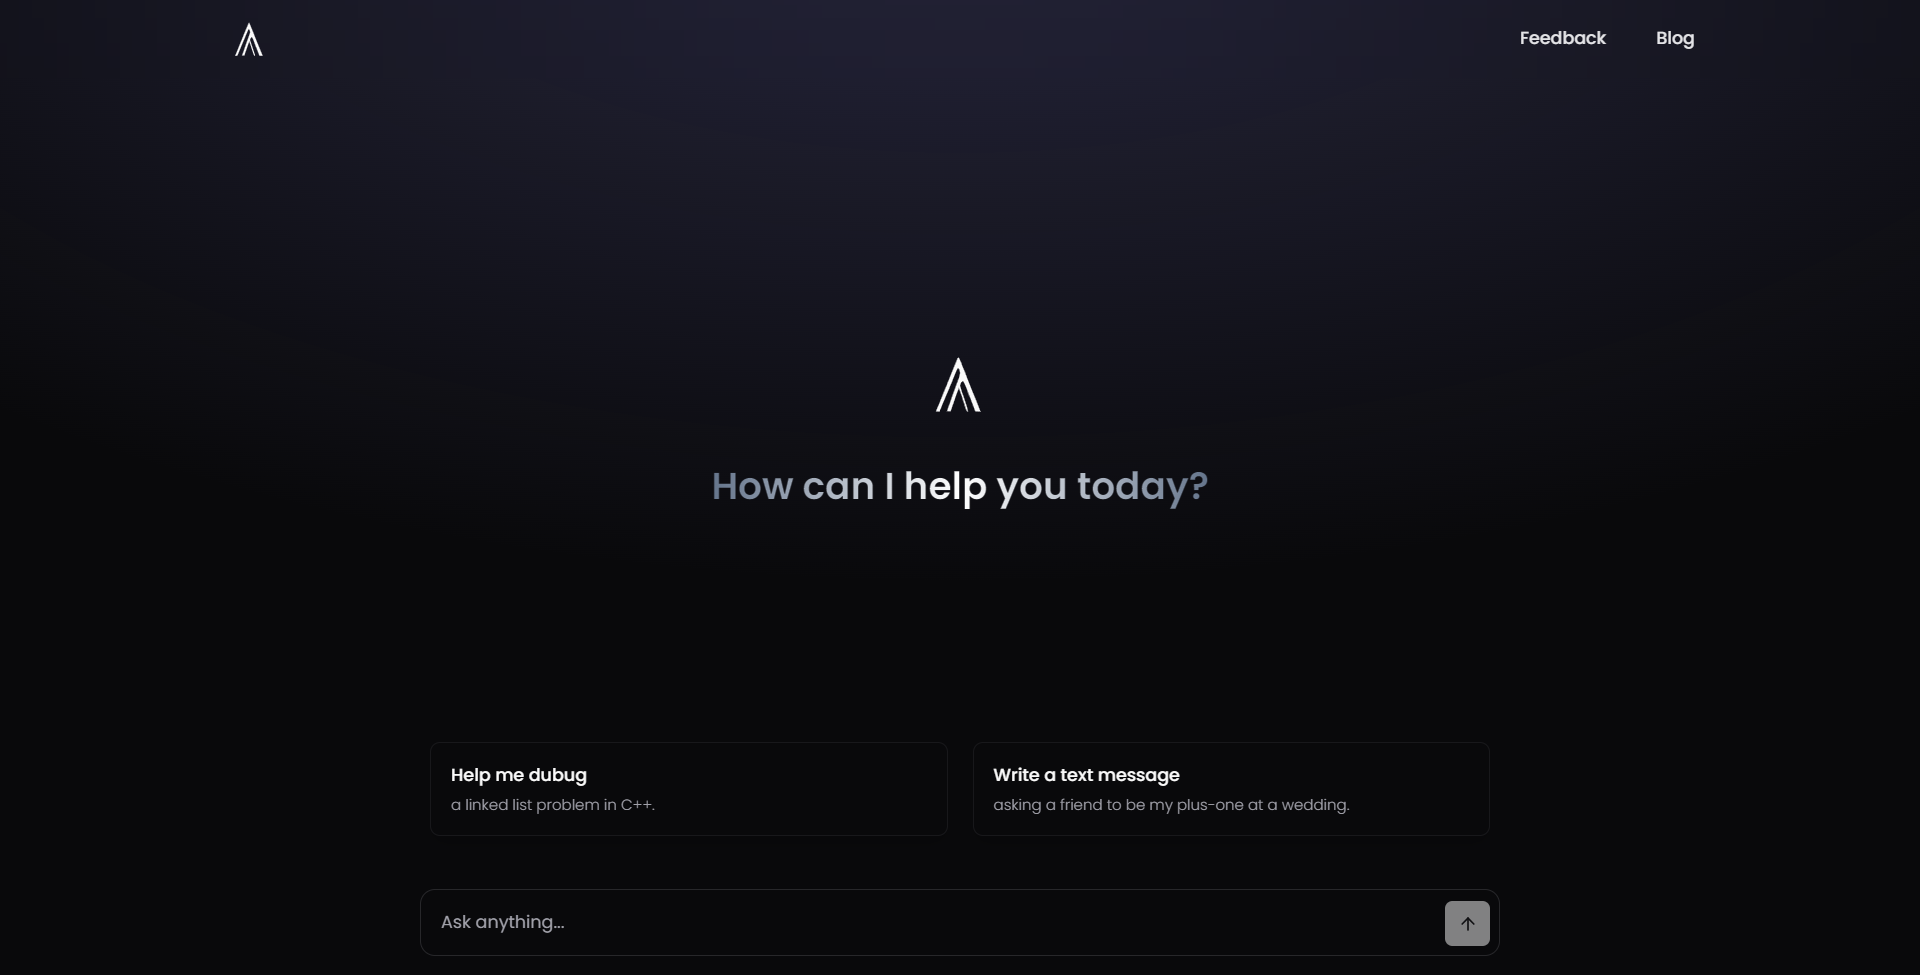 Feedback
Blog
How can I help you today?
Help me dubug
a linked list problem in C++.
Write a text message
asking a friend to be my plus-one at a wedding.
Ask anything...